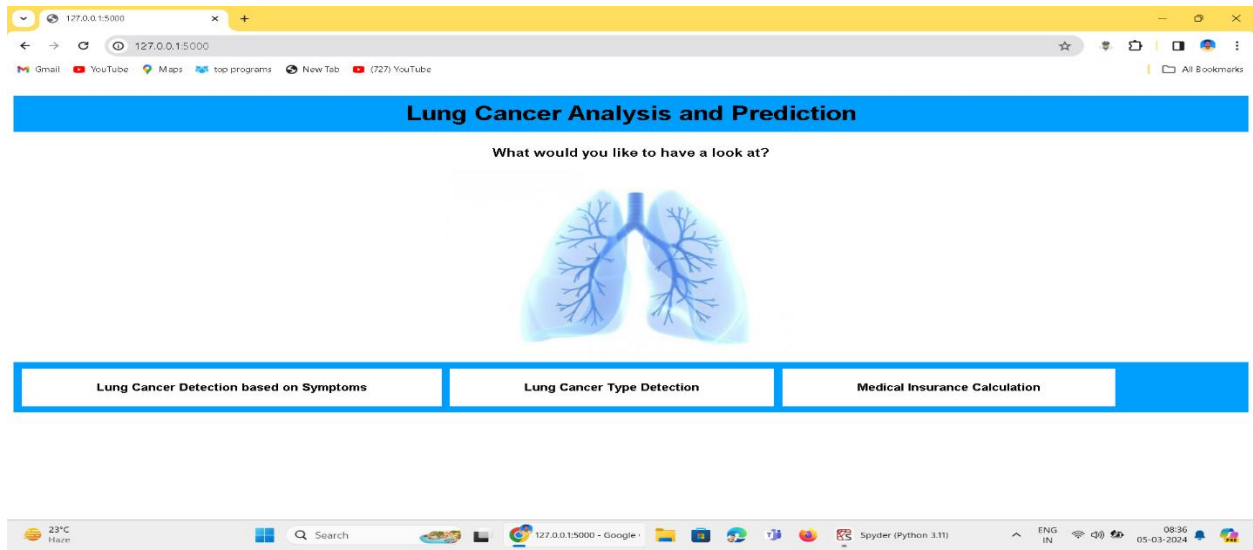 127.0.0.1:5000
127.0.0.1:5000
Gmail YouTube Maps top programs New Tab (727) YouTube All Bookmarks
Lung Cancer Analysis and Prediction
What would you like to have a look at?
Lung Cancer Detection based on Symptoms Lung Cancer Type Detection Medical Insurance Calculation
23°C
Haze
Search
127.0.0.1:5000 - Google
Spyder (Python 3.11)
ENG
IN
08:36
05-03-2024